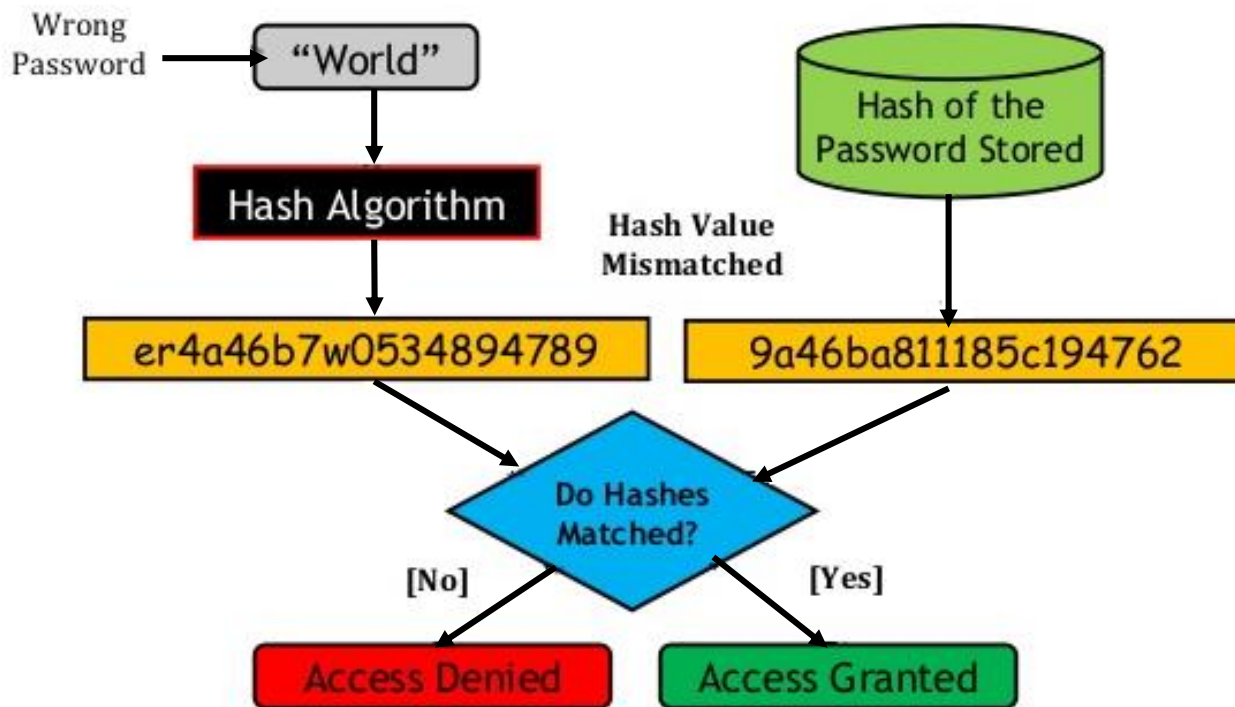 Wrong
Password
“World”
Hash of the
Password Stored
Hash Algorithm
Hash Value
Mismatched
er4a46b7w0534894789
9a46ba811185c194762
Do Hashes
Matched?
[No]
[Yes]
Access Denied
Access Granted